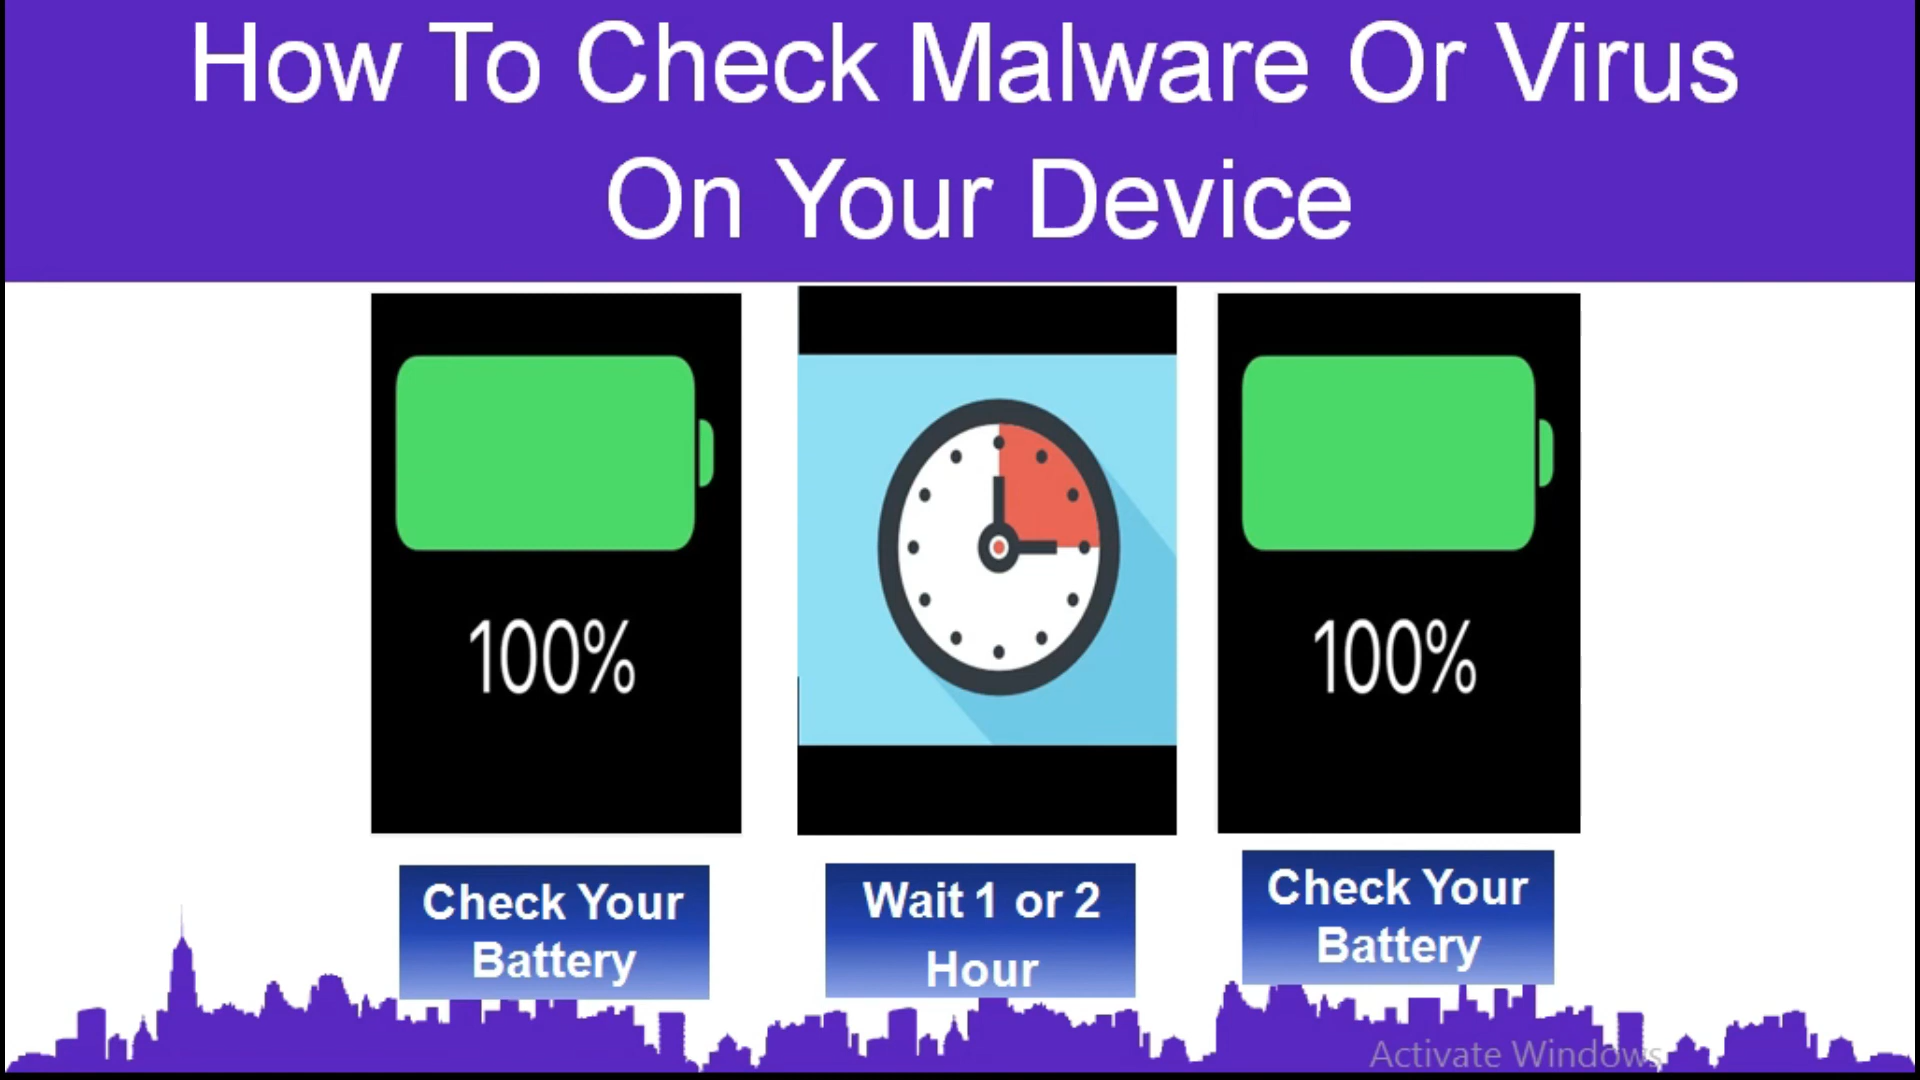 How To Check Malware Or Virus
On Your Device
100%
100%
Check Your
Battery
Wait 1 or 2
Hour
Check Your
Battery
Activate Windows